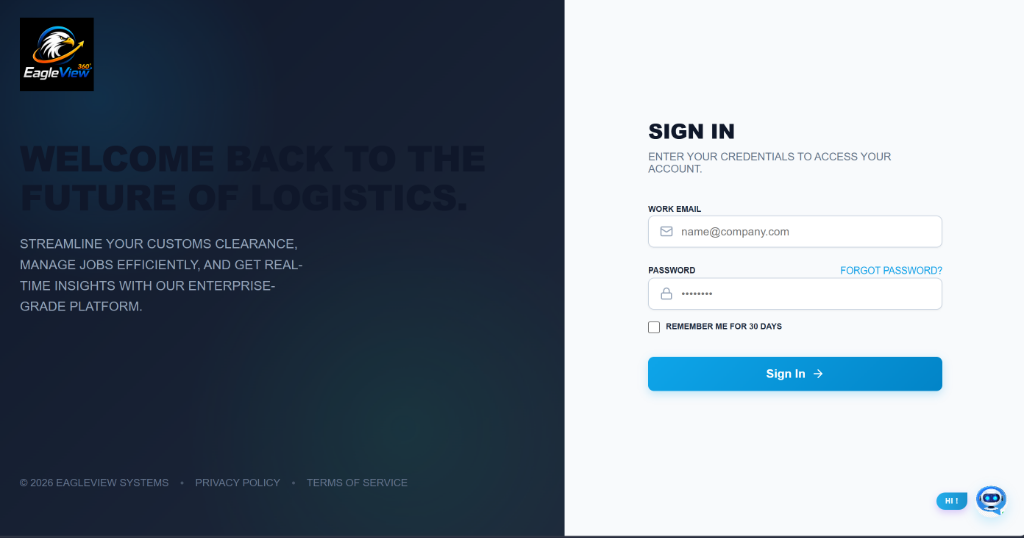 360°
EagleView
WELCOME BACK TO THE
FUTURE OF LOGISTICS.
STREAMLINE YOUR CUSTOMS CLEARANCE,
MANAGE JOBS EFFICIENTLY, AND GET REAL-
TIME INSIGHTS WITH OUR ENTERPRISE-
GRADE PLATFORM.
© 2026 EAGLEVIEW SYSTEMS • PRIVACY POLICY • TERMS OF SERVICE
SIGN IN
ENTER YOUR CREDENTIALS TO ACCESS YOUR
ACCOUNT.
WORK EMAIL
name@company.com
PASSWORD FORGOT PASSWORD?
••••••••
REMEMBER ME FOR 30 DAYS
Sign In →
HI !